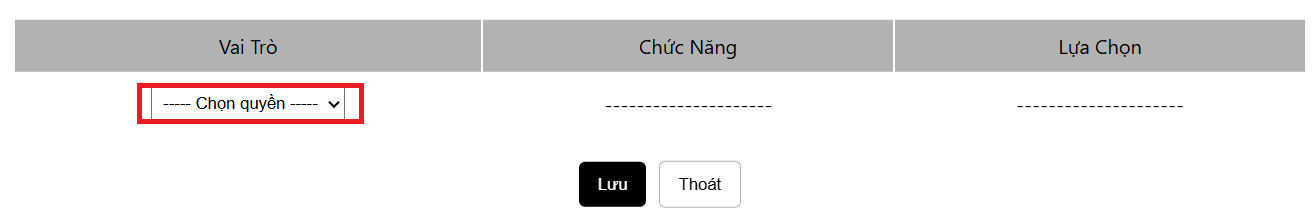 Vai Trò Chức Năng Lựa Chọn
----- Chọn quyền ----- --------------------- ---------------------
Lưu Thoát